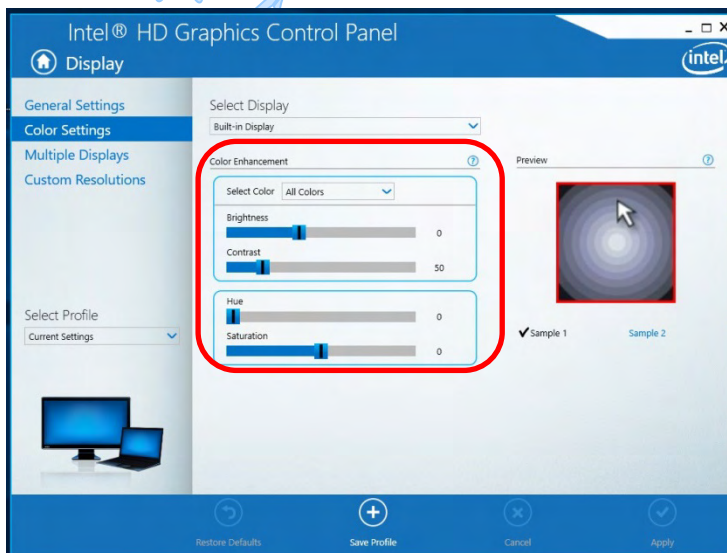 Intel® HD Graphics Control Panel
Display
intel
General Settings
Color Settings
Multiple Displays
Custom Resolutions
Select Profile
Current Settings
Select Display
Built-in Display
Color Enhancement
Select Color All Colors
Brightness
0
Contrast
50
Hue
0
Saturation
0
Preview
✔Sample 1 Sample 2
Restore Defaults Save Profile Cancel Apply